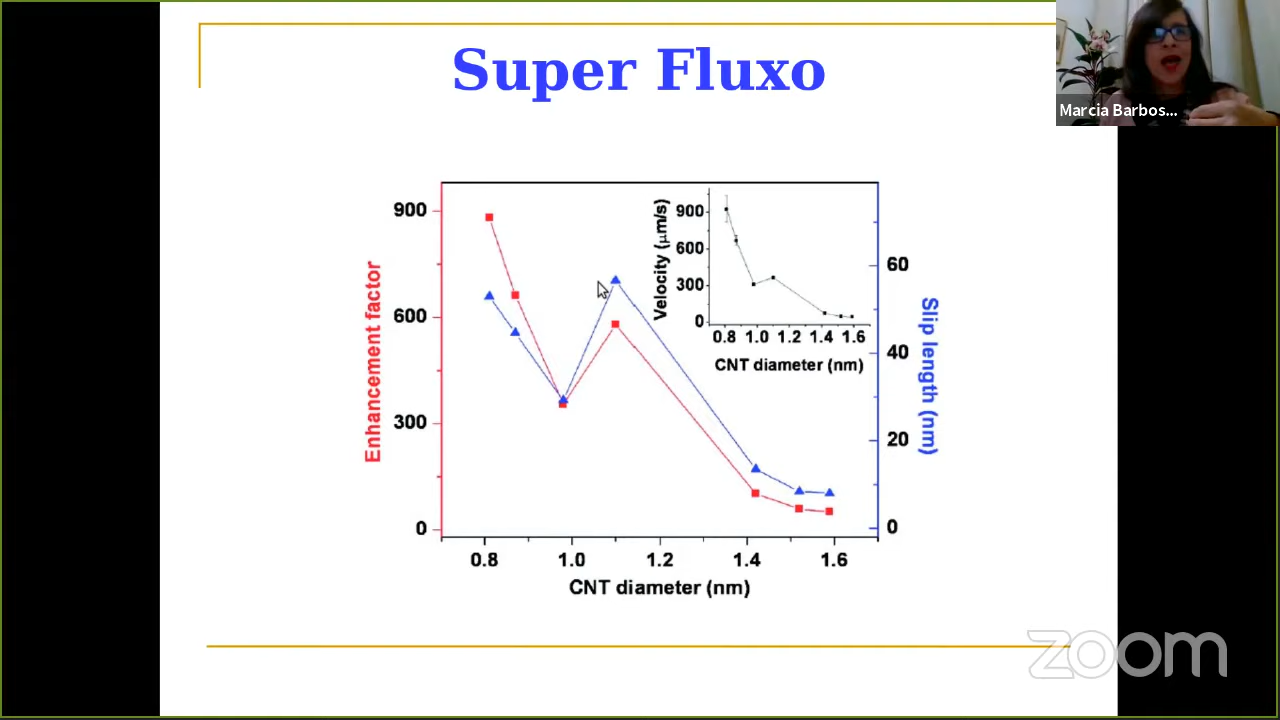 Super Fluxo
Marcia Barbos...
Enhancement factor
900
600
300
0
0.8 1.0 1.2 1.4 1.6
CNT diameter (nm)
Velocity (μm/s)
900
600
300
0
0.8 1.0 1.2 1.4 1.6
CNT diameter (nm)
60
40
20
0
Slip length (nm)
zoom